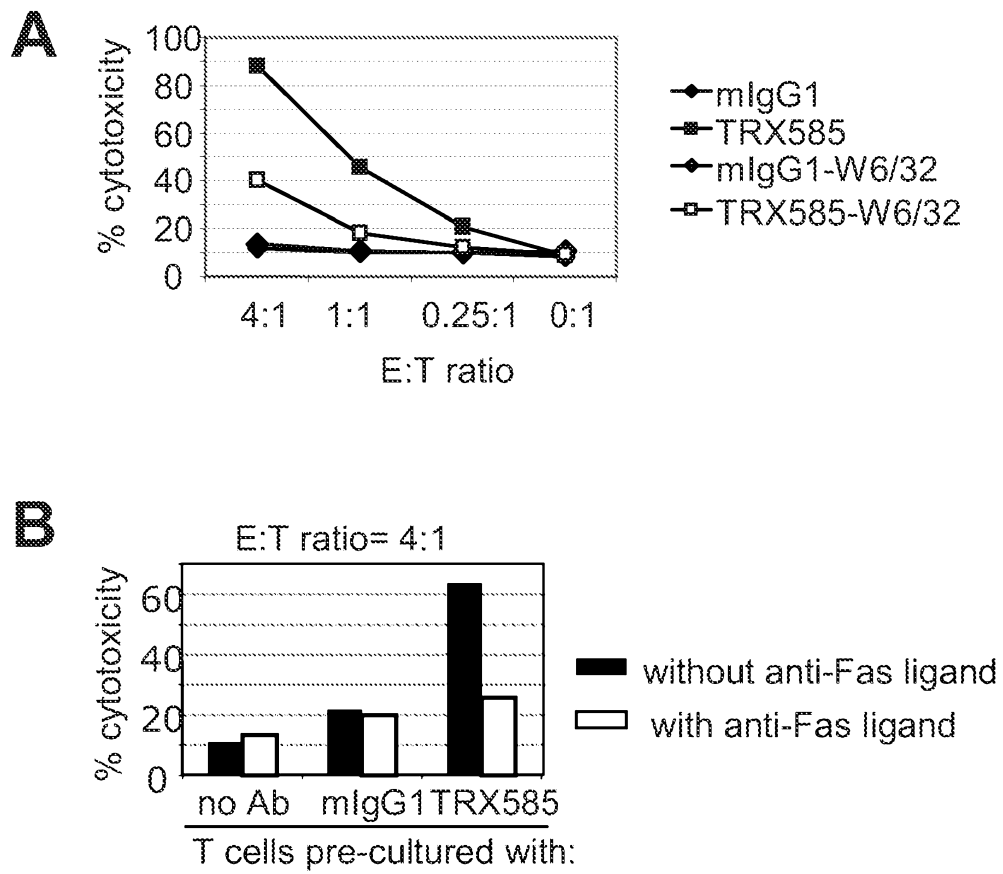 A
% cytotoxicity
100
80
60
40
20
0
4:1 1:1 0.25:1 0:1
E:T ratio
mIgG1
TRX585
mIgG1-W6/32
TRX585-W6/32
B
E:T ratio= 4:1
% cytotoxicity
60
40
20
0
no Ab mIgG1 TRX585
T cells pre-cultured with:
without anti-Fas ligand
with anti-Fas ligand